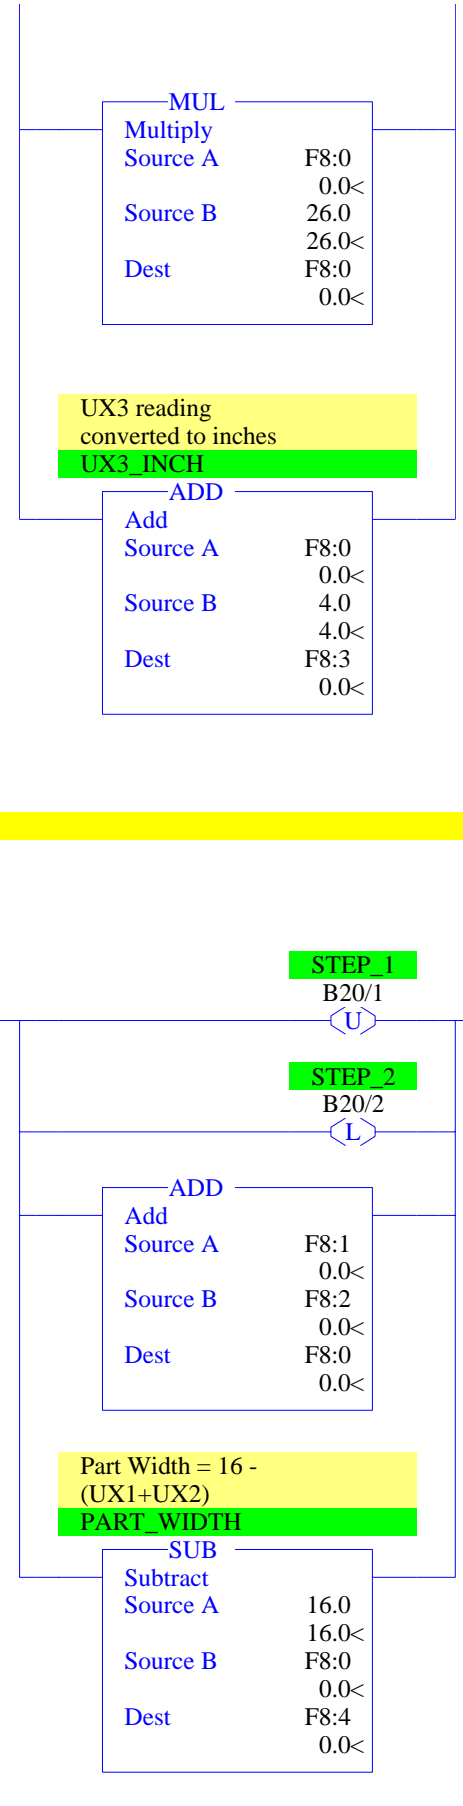 MUL
Multiply
Source A F8:0
0.0<
Source B 26.0
26.0<
Dest F8:0
0.0<
UX3 reading
converted to inches
UX3_INCH
ADD
Add
Source A F8:0
0.0<
Source B 4.0
4.0<
Dest F8:3
0.0<
STEP_1
B20/1
U
STEP_2
B20/2
L
ADD
Add
Source A F8:1
0.0<
Source B F8:2
0.0<
Dest F8:0
0.0<
Part Width = 16 -
(UX1+UX2)
PART_WIDTH
SUB
Subtract
Source A 16.0
16.0<
Source B F8:0
0.0<
Dest F8:4
0.0<